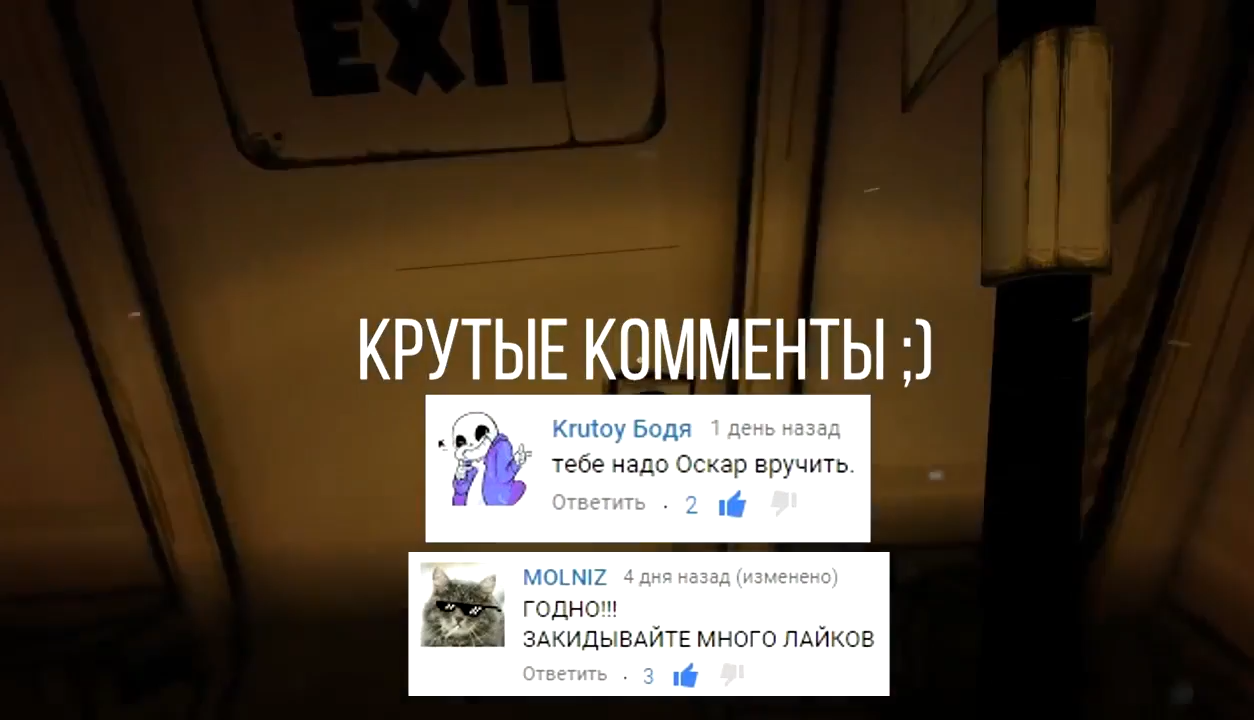 EXIT
КРУТЫЕ КОММЕНТЫ ;)
Krutoy Бодя 1 день назад
тебе надо Оскар вручить.
Ответить · 2
MOLNIZ 4 дня назад (изменено)
ГОДНО!!!
ЗАКИДЫВАЙТЕ МНОГО ЛАЙКОВ
Ответить · 3